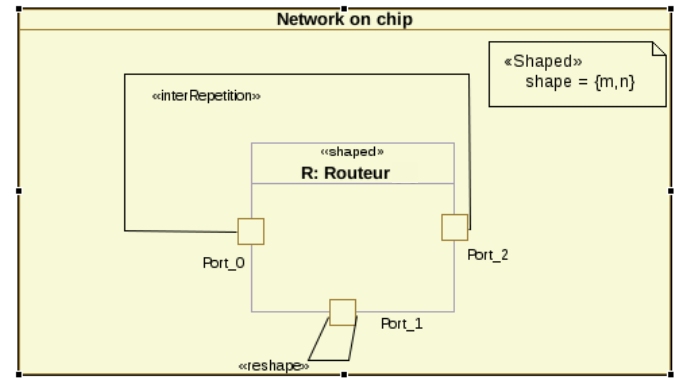 Network on chip
«Shaped»
shape = {m,n}
«interRepetition»
«shaped»
R: Routeur
Port_0
Port_2
Port_1
«reshape»